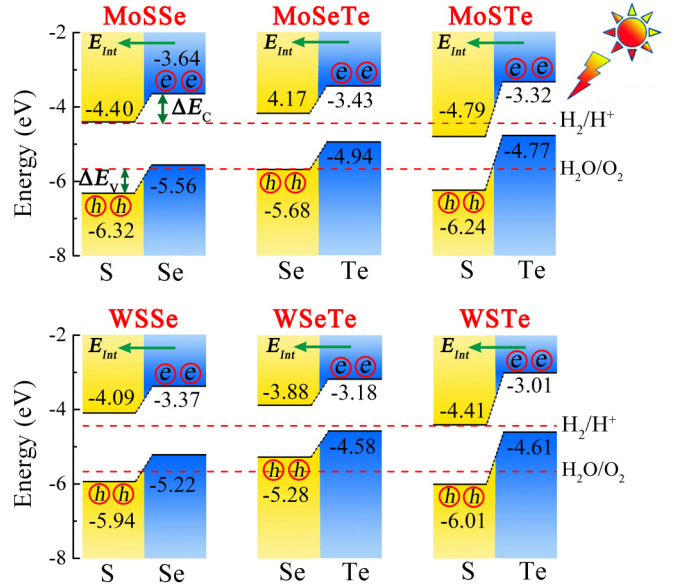 MoSSe MoSeTe MoSTe
-2
E_Int E_Int E_Int
-3.64
e e e e e e
-4
-4.40 ΔE_C 4.17 -3.43 -4.79 -3.32
H₂/H⁺
Energy (eV)
-4.94 -4.77
H₂O/O₂
ΔE_V -5.56
-6
h h h h h h
-6.32 -5.68 -6.24
-8
S Se Se Te S Te
WSSe WSeTe WSTe
-2
E_Int E_Int E_Int
e e e e e e
-4.09 -3.37 -3.88 -3.18 -4.41 -3.01
-4
H₂/H⁺
Energy (eV)
-4.58 -4.61
-5.22
H₂O/O₂
-6
h h h h h h
-5.94 -5.28 -6.01
-8
S Se Se Te S Te